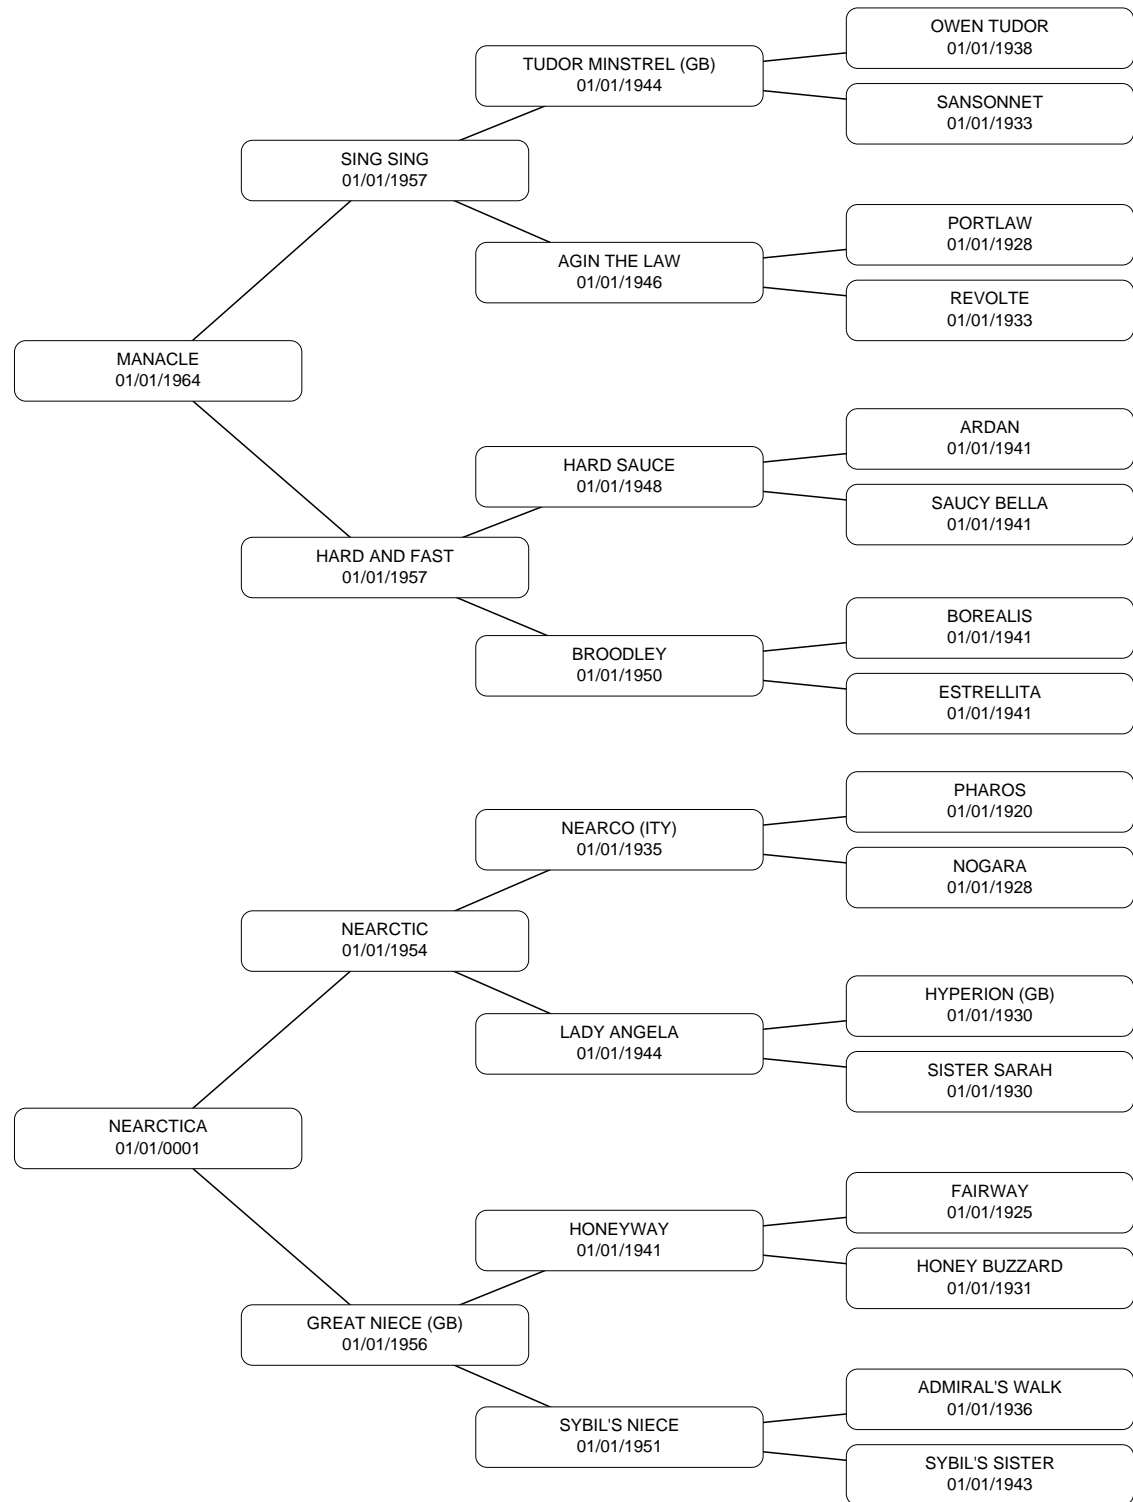 OWEN TUDOR
01/01/1938
TUDOR MINSTREL (GB)
01/01/1944
SANSONNET
01/01/1933
SING SING
01/01/1957
PORTLAW
01/01/1928
AGIN THE LAW
01/01/1946
REVOLTE
01/01/1933
MANACLE
01/01/1964
ARDAN
01/01/1941
HARD SAUCE
01/01/1948
SAUCY BELLA
01/01/1941
HARD AND FAST
01/01/1957
BOREALIS
01/01/1941
BROODLEY
01/01/1950
ESTRELLITA
01/01/1941
PHAROS
01/01/1920
NEARCO (ITY)
01/01/1935
NOGARA
01/01/1928
NEARCTIC
01/01/1954
HYPERION (GB)
01/01/1930
LADY ANGELA
01/01/1944
SISTER SARAH
01/01/1930
NEARCTICA
01/01/0001
FAIRWAY
01/01/1925
HONEYWAY
01/01/1941
HONEY BUZZARD
01/01/1931
GREAT NIECE (GB)
01/01/1956
ADMIRAL'S WALK
01/01/1936
SYBIL'S NIECE
01/01/1951
SYBIL'S SISTER
01/01/1943